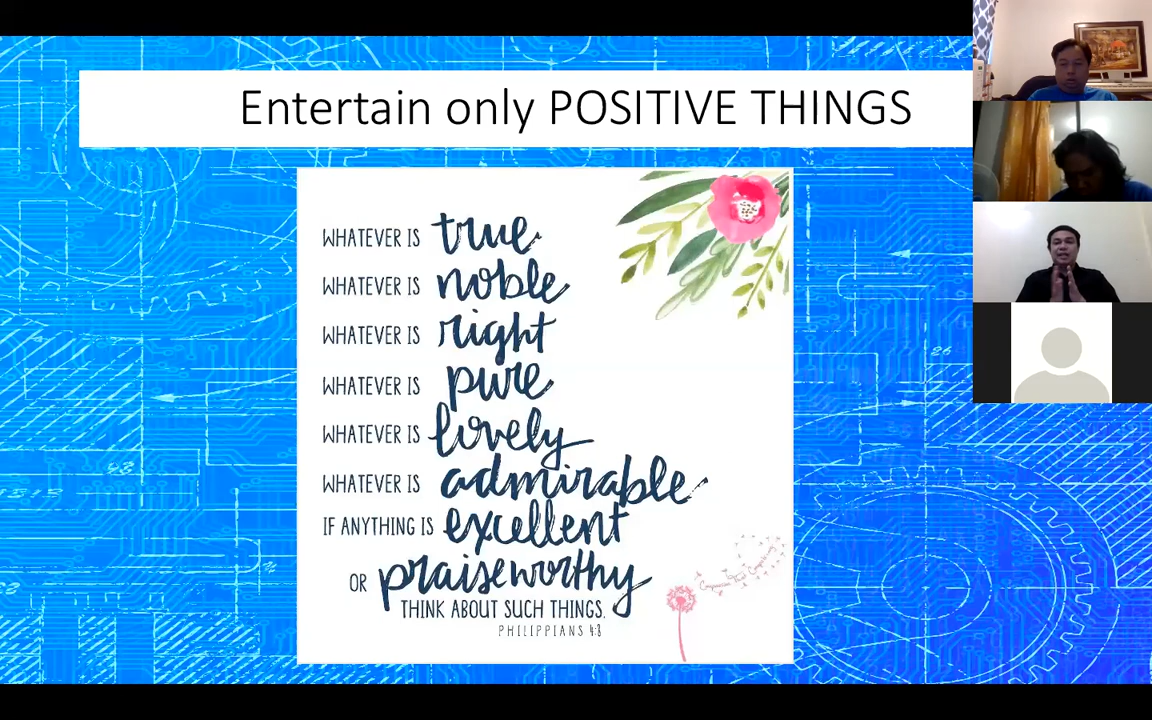 Entertain only POSITIVE THINGS
WHATEVER IS true.
WHATEVER IS noble
WHATEVER IS right
WHATEVER IS pure
WHATEVER IS lovely
WHATEVER IS admirable
IF ANYTHING IS excellent
OR praiseworthy
THINK ABOUT SUCH THINGS.
PHILIPPIANS 4:8